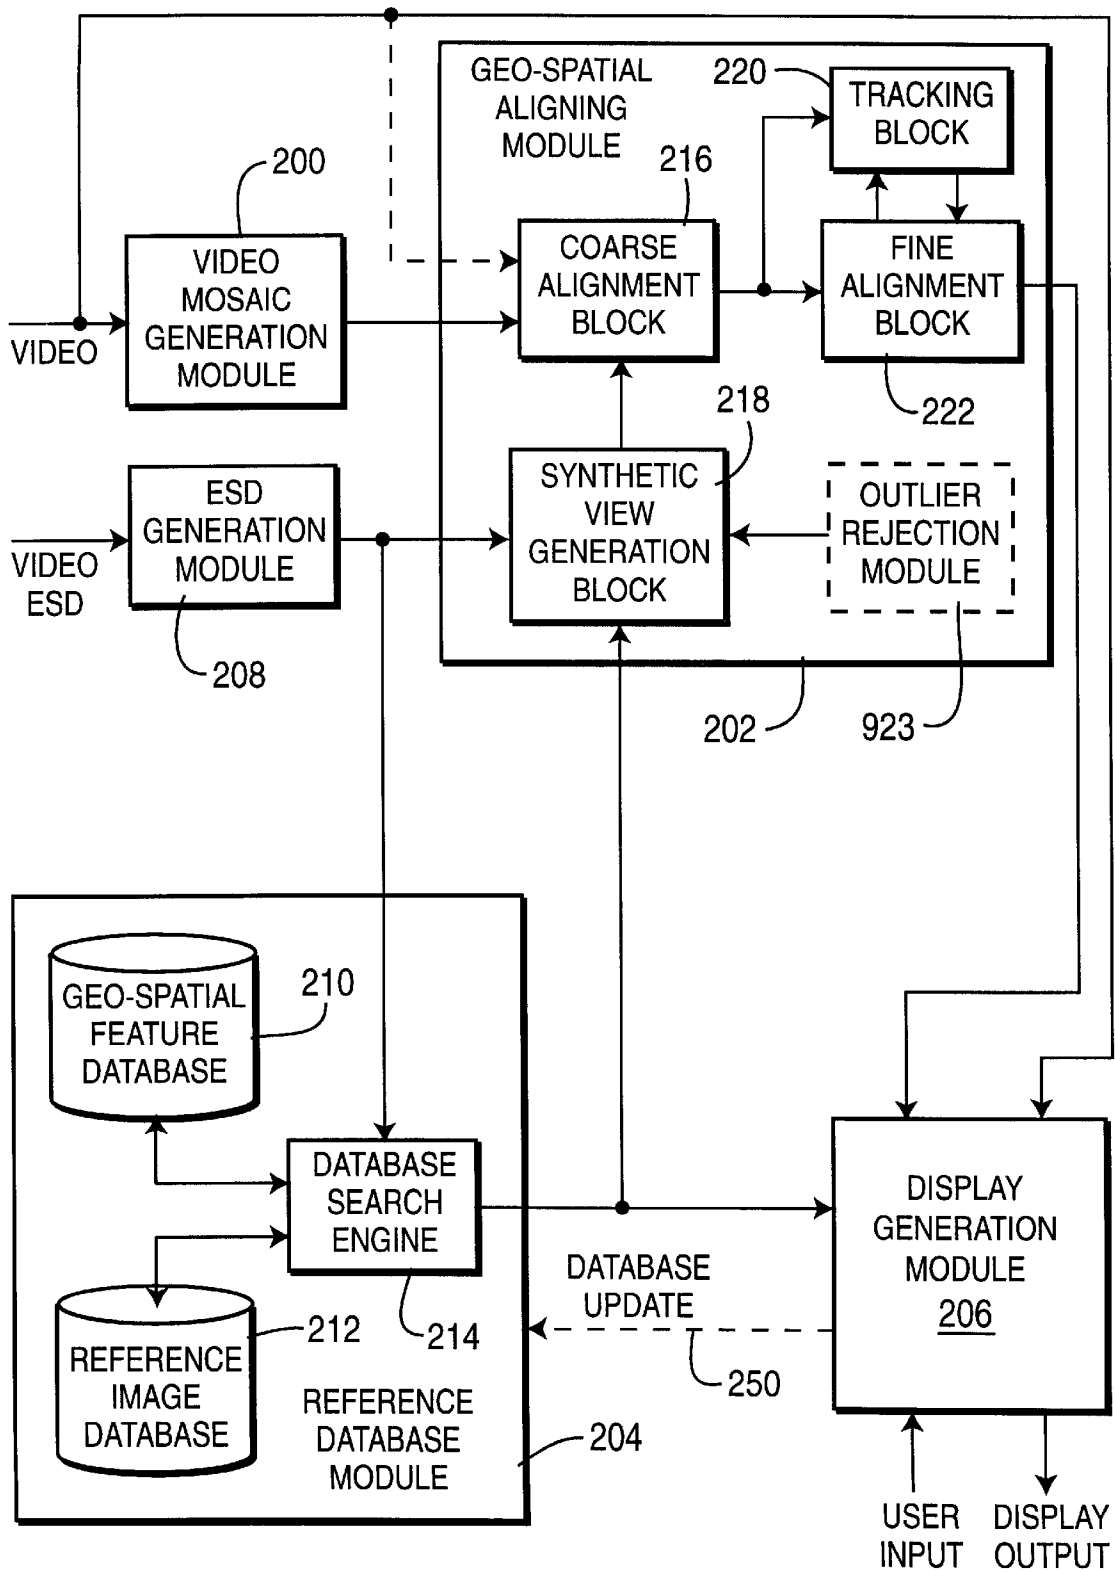 GEO-SPATIAL
ALIGNING
MODULE
220
TRACKING
BLOCK
200
216
VIDEO
MOSAIC
GENERATION
MODULE
COARSE
ALIGNMENT
BLOCK
FINE
ALIGNMENT
BLOCK
VIDEO
222
218
ESD
GENERATION
MODULE
SYNTHETIC
VIEW
GENERATION
BLOCK
OUTLIER
REJECTION
MODULE
VIDEO
ESD
208
202
923
GEO-SPATIAL
FEATURE
DATABASE
210
DATABASE
SEARCH
ENGINE
DISPLAY
GENERATION
MODULE
206
DATABASE
UPDATE
212
214
250
REFERENCE
IMAGE
DATABASE
REFERENCE
DATABASE
MODULE
204
USER
INPUT
DISPLAY
OUTPUT